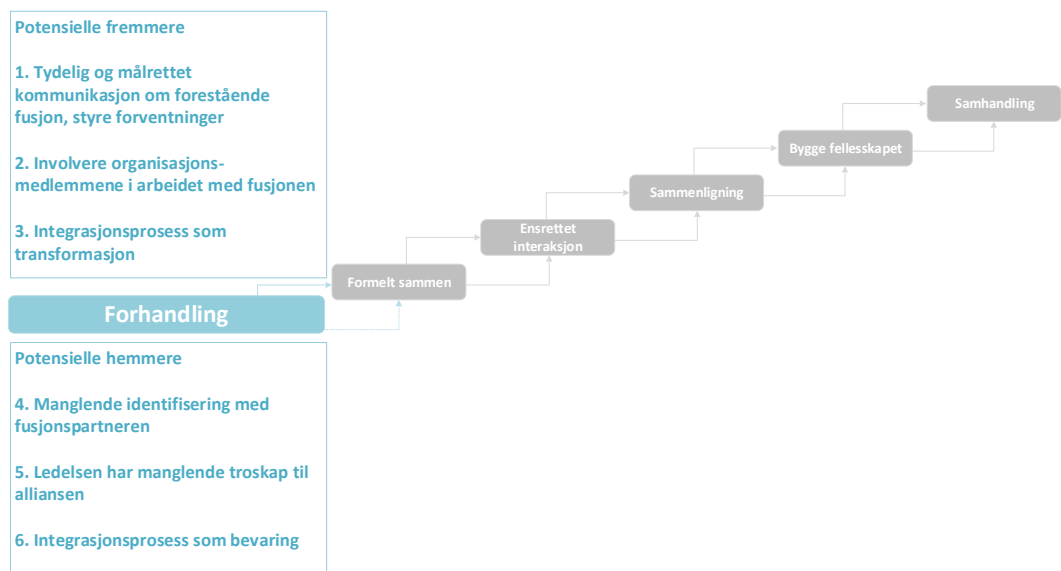 Potensielle fremmere
1. Tydelig og målrettet
kommunikasjon om forestående
fusjon, styre forventninger
2. Involvere organisasjons-
medlemmene i arbeidet med fusjonen
3. Integrasjonsprosess som
transformasjon
Forhandling
Potensielle hemmere
4. Manglende identifisering med
fusjonspartneren
5. Ledelsen har manglende troskap til
alliansen
6. Integrasjonsprosess som bevaring
Formelt sammen
Ensrettet
interaksjon
Sammenligning
Bygge fellesskapet
Samhandling